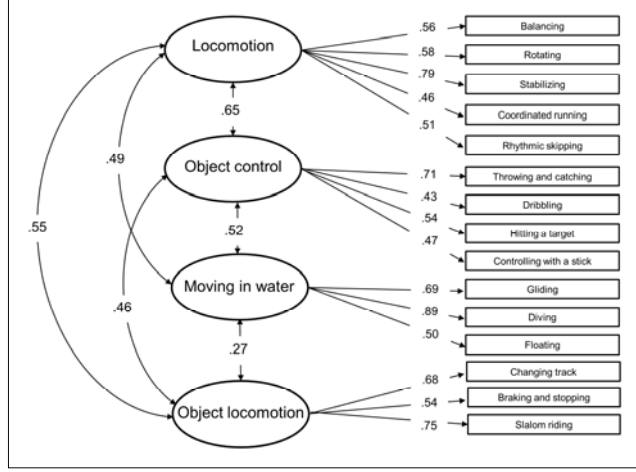 Locomotion
Object control
Moving in water
Object locomotion
.65
.49
.55
.52
.46
.27
.56
.58
.79
.46
.51
.71
.43
.54
.47
.69
.89
.50
.68
.54
.75
Balancing
Rotating
Stabilizing
Coordinated running
Rhythmic skipping
Throwing and catching
Dribbling
Hitting a target
Controlling with a stick
Gliding
Diving
Floating
Changing track
Braking and stopping
Slalom riding